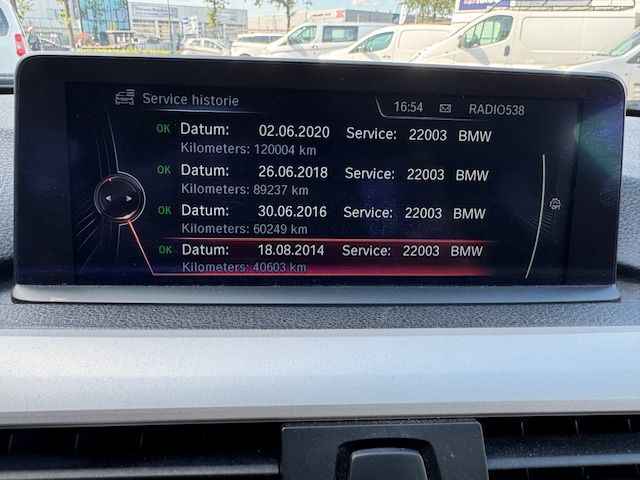 Service historie
16:54 RADIO538
OK Datum: 02.06.2020 Service: 22003 BMW
Kilometers: 120004 km
OK Datum: 26.06.2018 Service: 22003 BMW
Kilometers: 89237 km
OK Datum: 30.06.2016 Service: 22003 BMW
Kilometers: 60249 km
OK Datum: 18.08.2014 Service: 22003 BMW
Kilometers: 40603 km